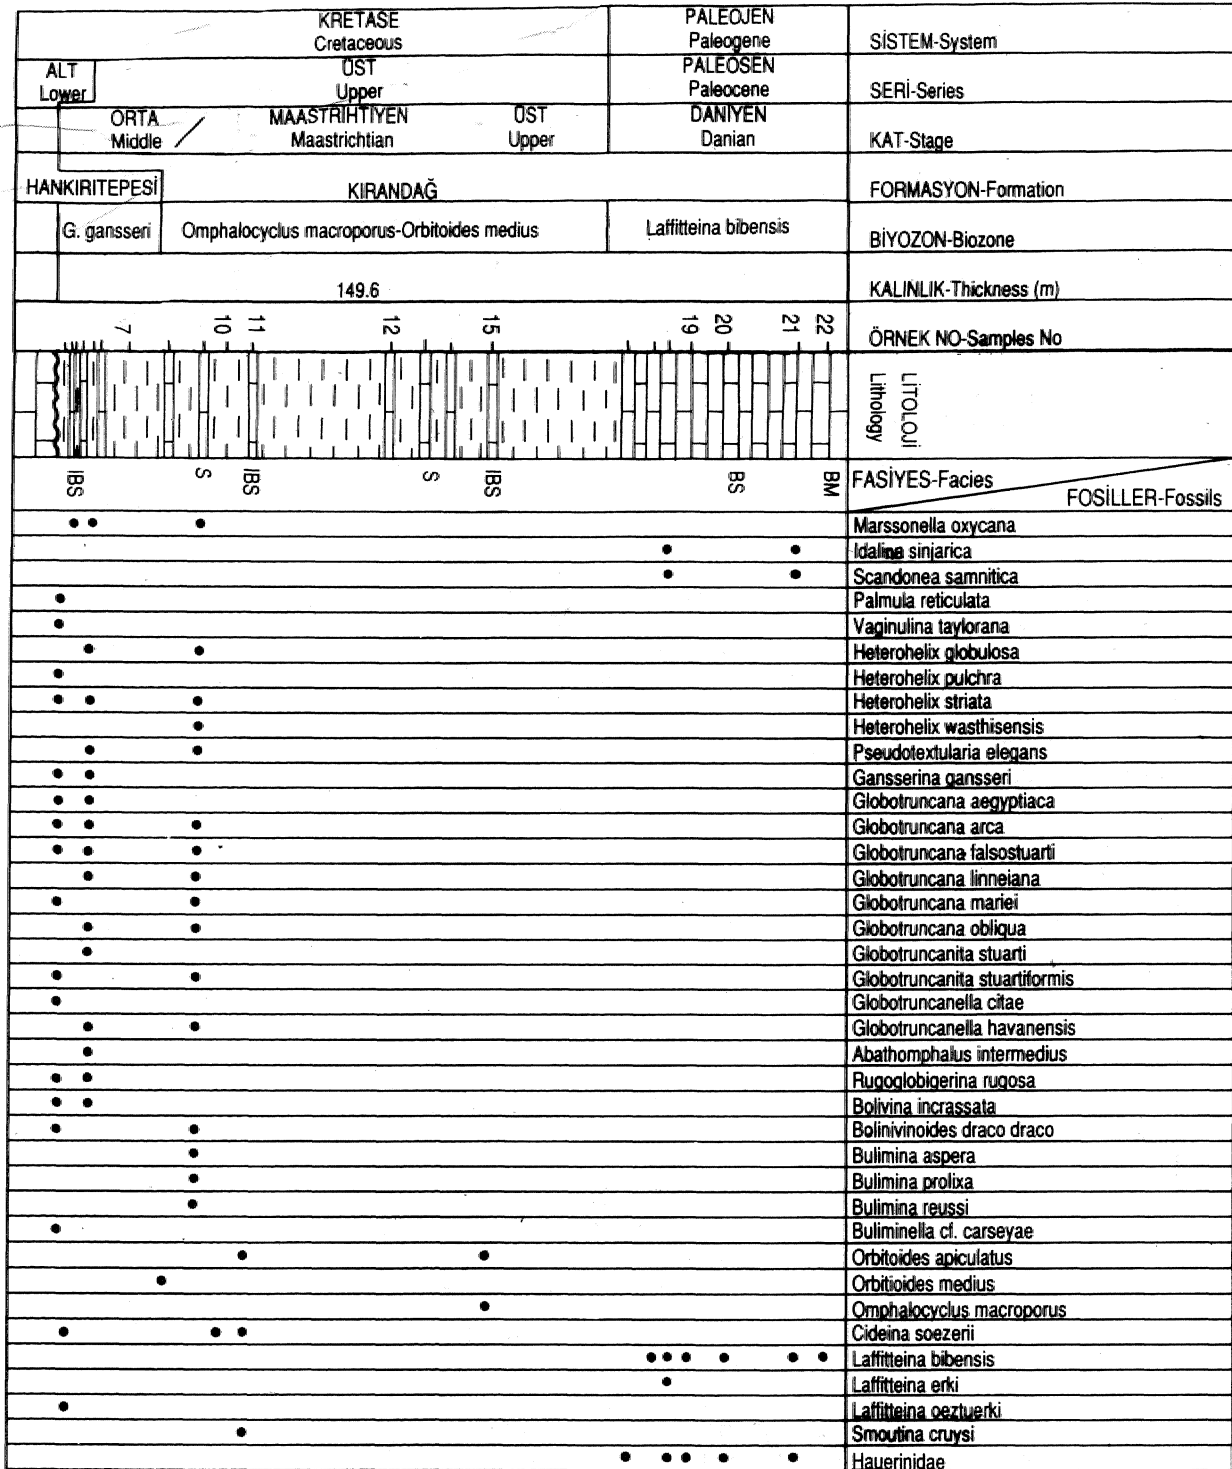 KRETASE
Cretaceous
PALEOJEN
Paleogene
SİSTEM-System
ALT
Lower
ÜST
Upper
PALEOSEN
Paleocene
SERİ-Series
ORTA
Middle
MAASTRIHTIYEN
Maastrichtian
ÜST
Upper
DANIYEN
Danian
KAT-Stage
HANKIRITEPESİ
KIRANDAĞ
FORMASYON-Formation
G. gansseri
Omphalocyclus macroporus-Orbitoides medius
Laffitteina bibensis
BİYOZON-Biozone
149.6
KALINLIK-Thickness (m)
7 10 11 12 15 19 20 21 22
ÖRNEK NO-Samples No
LİTOLOJİ
Lithology
IBS S IBS S IBS BS BM
FASİYES-Facies
FOSİLLER-Fossils
Marssonella oxycana
Idalina sinjarica
Scandonea samnitica
Palmula reticulata
Vaginulina taylorana
Heterohelix globulosa
Heterohelix pulchra
Heterohelix striata
Heterohelix wasthisensis
Pseudotextularia elegans
Gansserina gansseri
Globotruncana aegyptiaca
Globotruncana arca
Globotruncana falsostuarti
Globotruncana linneiana
Globotruncana mariei
Globotruncana obliqua
Globotruncanita stuarti
Globotruncanita stuartiformis
Globotruncanella citae
Globotruncanella havanensis
Abathomphalus intermedius
Rugoglobigerina rugosa
Bolivina incrassata
Bolinivinoides draco draco
Bulimina aspera
Bulimina prolixa
Bulimina reussi
Buliminella cf. carseyae
Orbitoides apiculatus
Orbitioides medius
Omphalocyclus macroporus
Cideina soezerii
Laffitteina bibensis
Laffitteina erki
Laffitteina oeztuerki
Smoutina cruysi
Hauerinidae